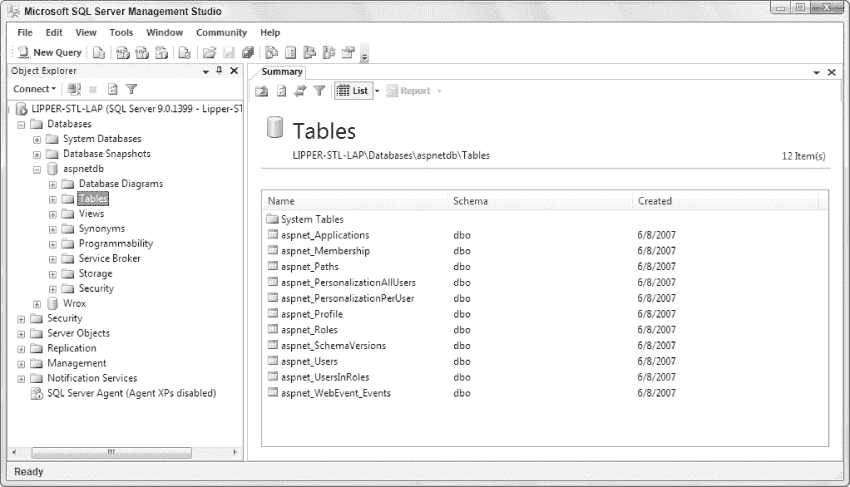 Microsoft SQL Server Management Studio
File Edit View Tools Window Community Help
New Query
Object Explorer
Connect
LIPPER-STL-LAP (SQL Server 9.0.1399 - Lipper-ST
Databases
System Databases
Database Snapshots
aspnetdb
Database Diagrams
Tables
Views
Synonyms
Programmability
Service Broker
Storage
Security
Wrox
Security
Server Objects
Replication
Management
Notification Services
SQL Server Agent (Agent XPs disabled)
Summary
List Report
Tables
LIPPER-STL-LAP\Databases\aspnetdb\Tables 12 Item(s)
Name Schema Created
System Tables
aspnet_Applications dbo 6/8/2007
aspnet_Membership dbo 6/8/2007
aspnet_Paths dbo 6/8/2007
aspnet_PersonalizationAllUsers dbo 6/8/2007
aspnet_PersonalizationPerUser dbo 6/8/2007
aspnet_Profile dbo 6/8/2007
aspnet_Roles dbo 6/8/2007
aspnet_SchemaVersions dbo 6/8/2007
aspnet_Users dbo 6/8/2007
aspnet_UsersInRoles dbo 6/8/2007
aspnet_WebEvent_Events dbo 6/8/2007
Ready